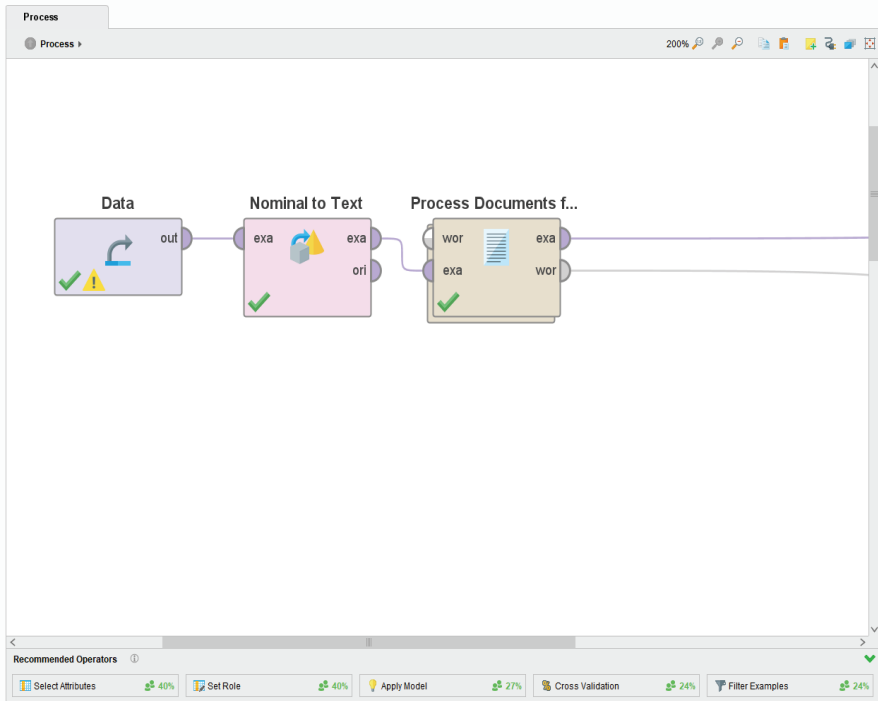 Process
Process
200%
Data
Nominal to Text
Process Documents f...
out
exa
exa
ori
wor
exa
exa
wor
Recommended Operators
Select Attributes 40%
Set Role 40%
Apply Model 27%
Cross Validation 24%
Filter Examples 24%